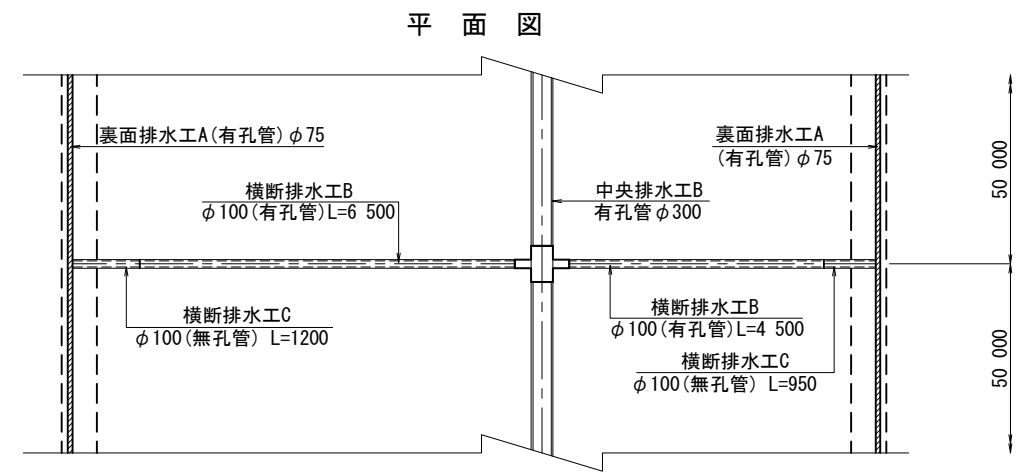 平 面 図
裏面排水工A(有孔管)φ75
裏面排水工A
(有孔管)φ75
横断排水工B
φ100(有孔管)L=6 500
中央排水工B
有孔管φ300
50 000
横断排水工C
φ100(無孔管) L=1200
横断排水工B
φ100(有孔管)L=4 500
横断排水工C
φ100(無孔管) L=950
50 000